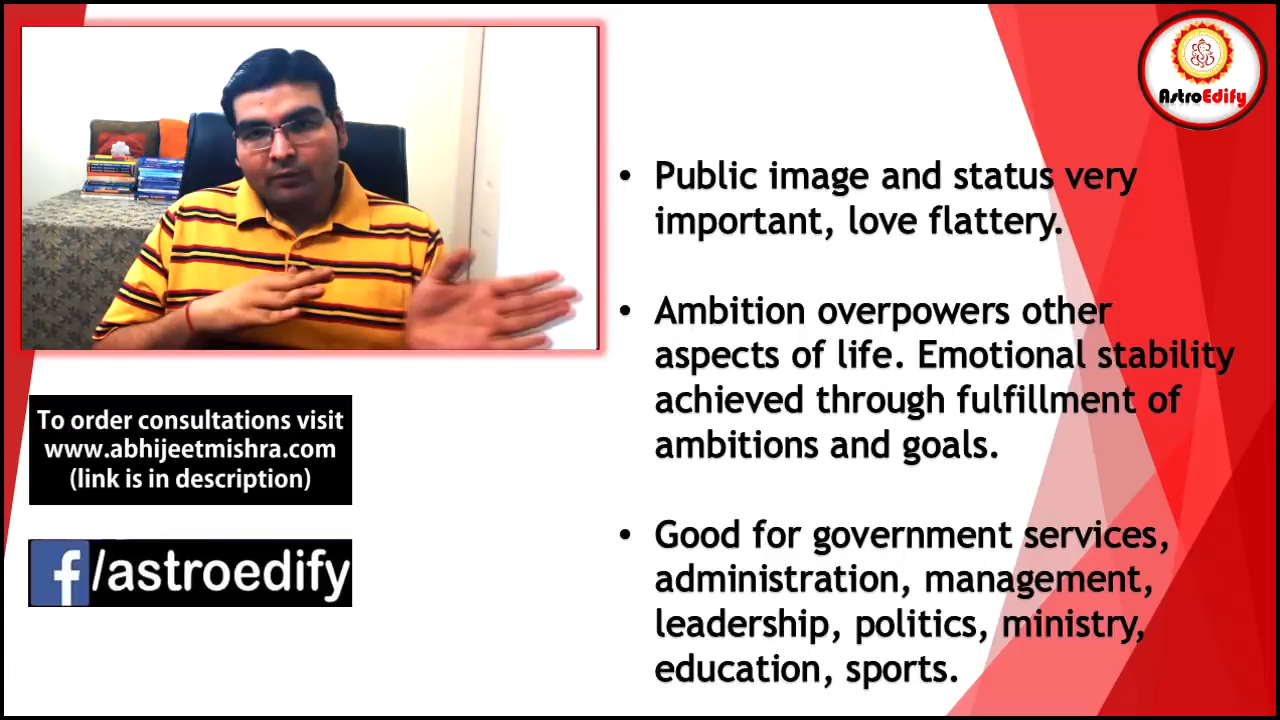 AstroEdify
• Public image and status very
important, love flattery.
• Ambition overpowers other
aspects of life. Emotional stability
achieved through fulfillment of
ambitions and goals.
• Good for government services,
administration, management,
leadership, politics, ministry,
education, sports.
To order consultations visit
www.abhijeetmishra.com
(link is in description)
f/astroedify